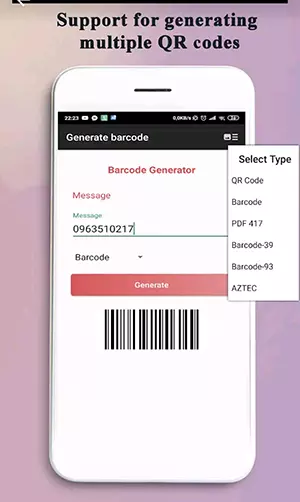 Support for generating
multiple QR codes
22:23
0,0KB/s
Generate barcode
Select Type
QR Code
Barcode
PDF 417
Barcode-39
Barcode-93
AZTEC
Barcode Generator
Message
Message
0963510217
Barcode
Generate